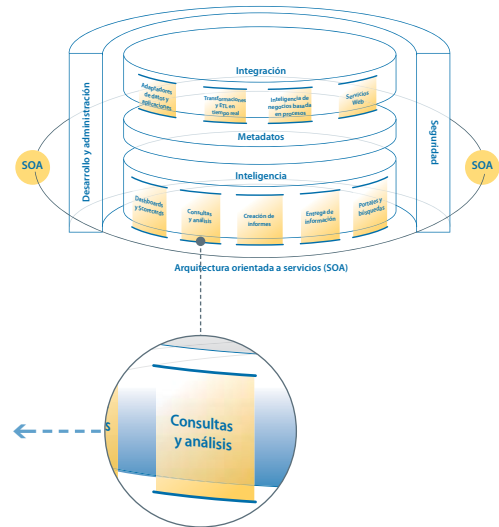 Integración
Adaptadores
de datos y
aplicaciones
Transformaciones
y ETL en
tiempo real
Inteligencia de
negocios basada
en procesos
Servicios
Web
Metadatos
Desarrollo y administración
Seguridad
SOA
SOA
Inteligencia
Dashboards
y Scorecards
Consultas
y análisis
Creación de
informes
Entrega de
información
Portales y
búsquedas
Arquitectura orientada a servicios (SOA)
s
Consultas
y análisis